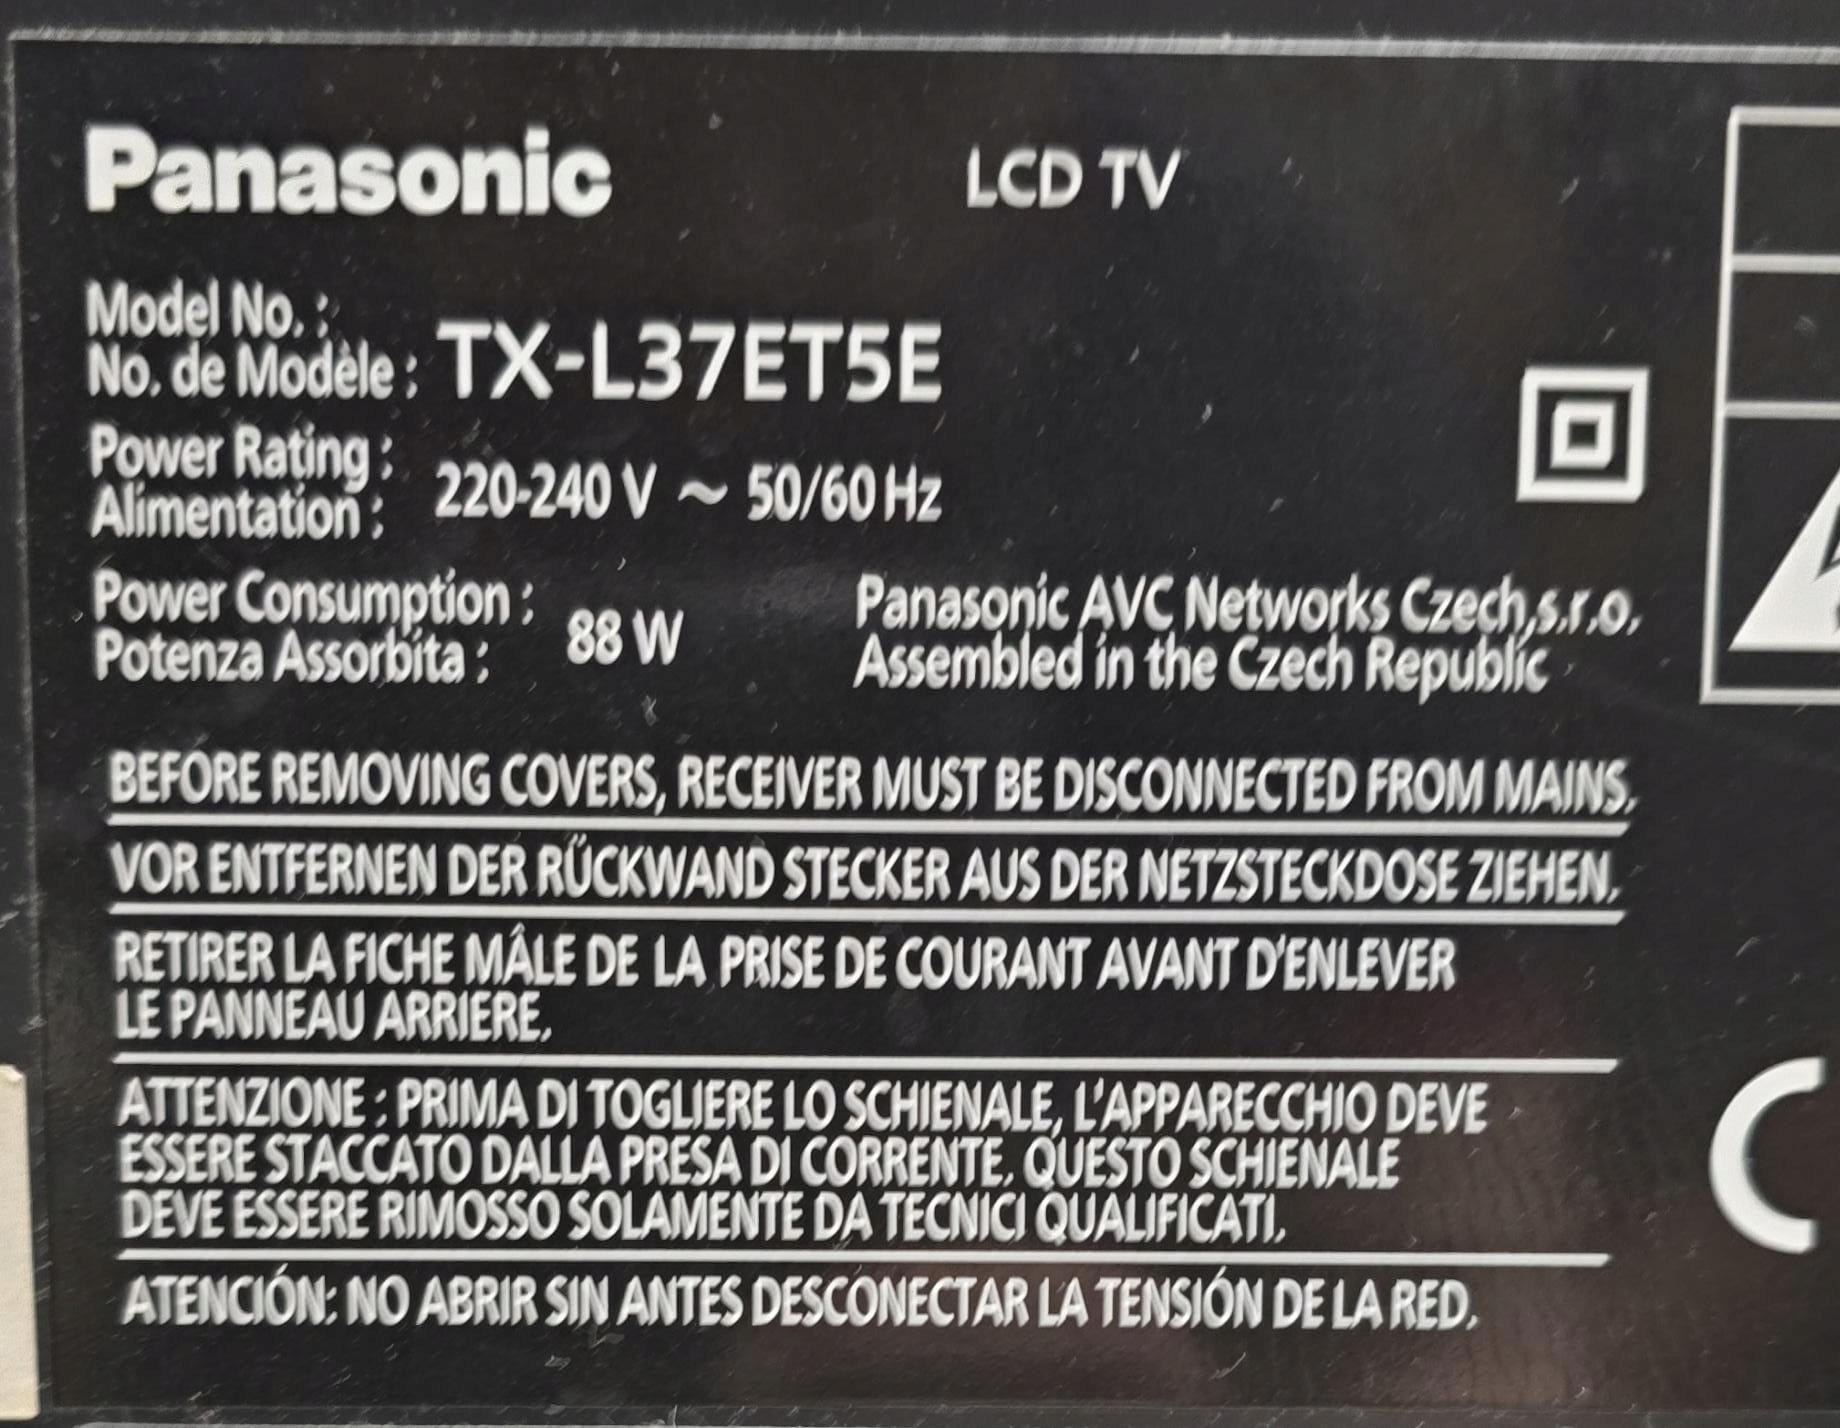 Panasonic
LCD TV
Model No. :
No. de Modèle :
TX-L37ET5E
Power Rating :
Alimentation :
220-240 V ~ 50/60 Hz
Power Consumption :
Potenza Assorbita :
88 W
Panasonic AVC Networks Czech,s.r.o.
Assembled in the Czech Republic
BEFORE REMOVING COVERS, RECEIVER MUST BE DISCONNECTED FROM MAINS.
VOR ENTFERNEN DER RÜCKWAND STECKER AUS DER NETZSTECKDOSE ZIEHEN.
RETIRER LA FICHE MÂLE DE LA PRISE DE COURANT AVANT D'ENLEVER
LE PANNEAU ARRIERE.
ATTENZIONE : PRIMA DI TOGLIERE LO SCHIENALE, L'APPARECCHIO DEVE
ESSERE STACCATO DALLA PRESA DI CORRENTE. QUESTO SCHIENALE
DEVE ESSERE RIMOSSO SOLAMENTE DA TECNICI QUALIFICATI.
ATENCIÓN: NO ABRIR SIN ANTES DESCONECTAR LA TENSIÓN DE LA RED.